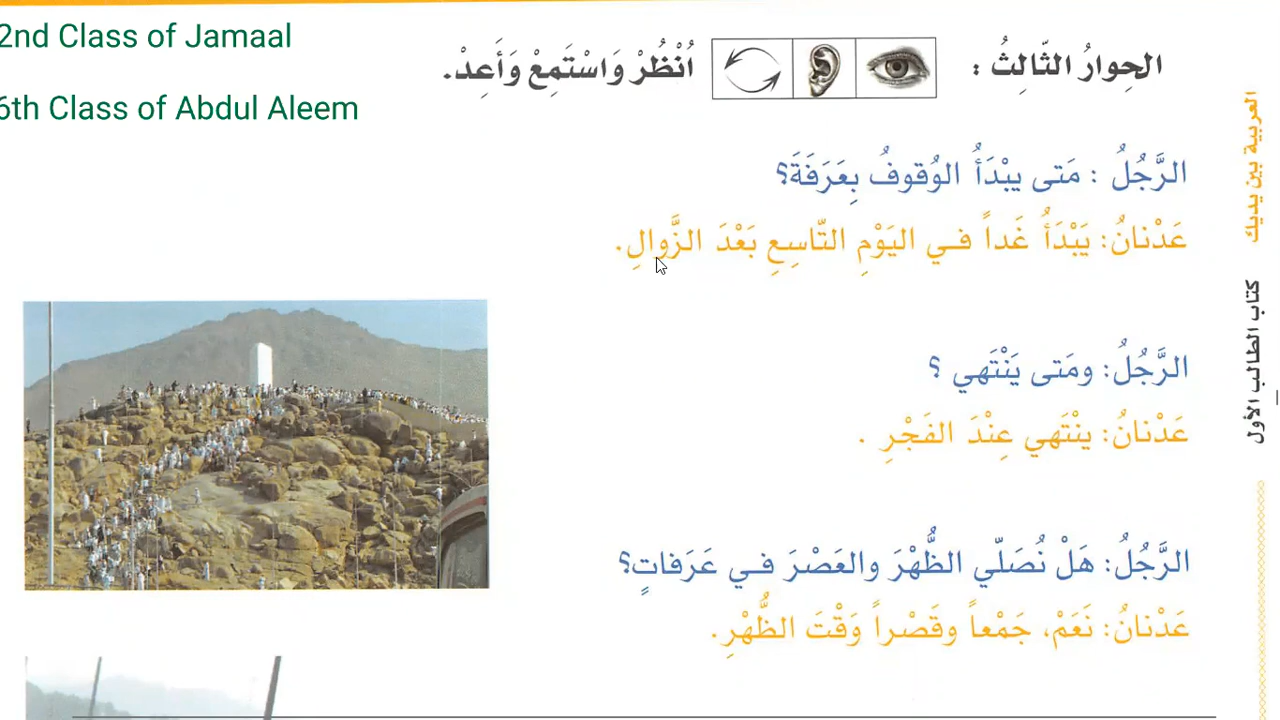 2nd Class of Jamaal
6th Class of Abdul Aleem
الحِوارُ الثّالِثُ : اُنْظُرْ وَاسْتَمِعْ وَأَعِدْ.
الرَّجُلُ : مَتى يبْدَأُ الوُقوفُ بِعَرَفَةَ؟
عَدْنانُ: يَبْدَأُ غَداً في اليَوْمِ التّاسِعِ بَعْدَ الزَّوالِ.
الرَّجُلُ: ومَتى يَنْتَهي ؟
عَدْنانُ: ينْتَهي عِنْدَ الفَجْرِ .
الرَّجُلُ: هَلْ نُصَلّي الظُّهْرَ والعَصْرَ في عَرَفاتٍ؟
عَدْنانُ: نَعَمْ، جَمْعاً وقَصْراً وَقْتَ الظُّهْرِ.
العربية بين يديك
كتاب الطالب الأول